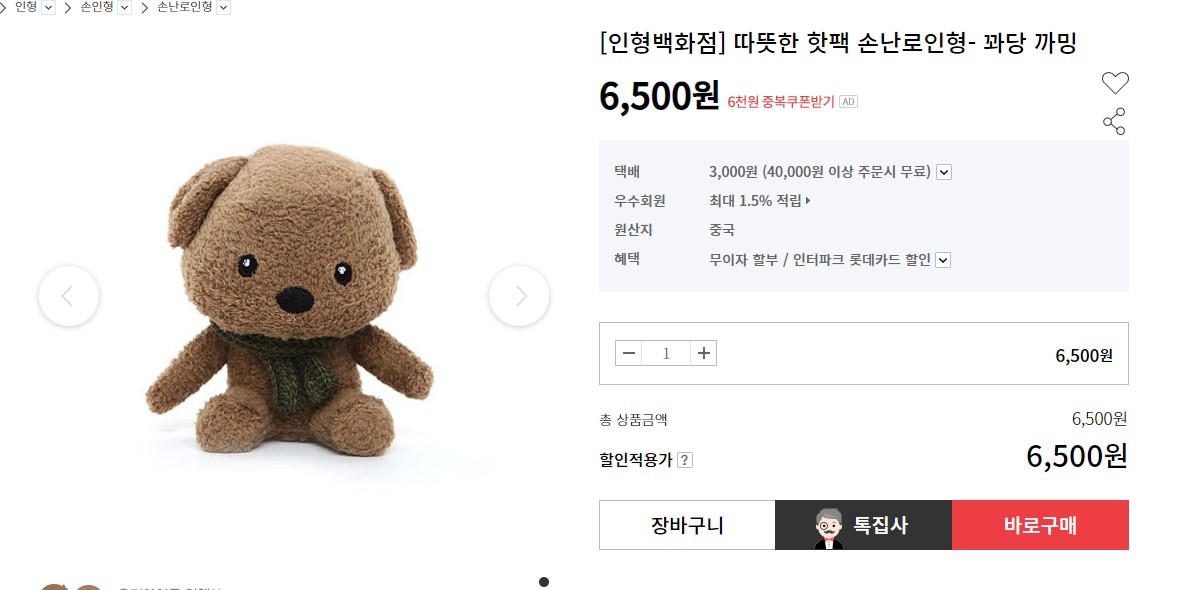 인형
손인형
손난로인형
[인형백화점] 따뜻한 핫팩 손난로인형- 꽈당 까밍
6,500원 6천원 중복쿠폰받기 AD
택배 3,000원 (40,000원 이상 주문시 무료)
우수회원 최대 1.5% 적립
원산지 중국
혜택 무이자 할부 / 인터파크 롯데카드 할인
1 6,500원
총 상품금액 6,500원
할인적용가 ? 6,500원
장바구니 톡집사 바로구매